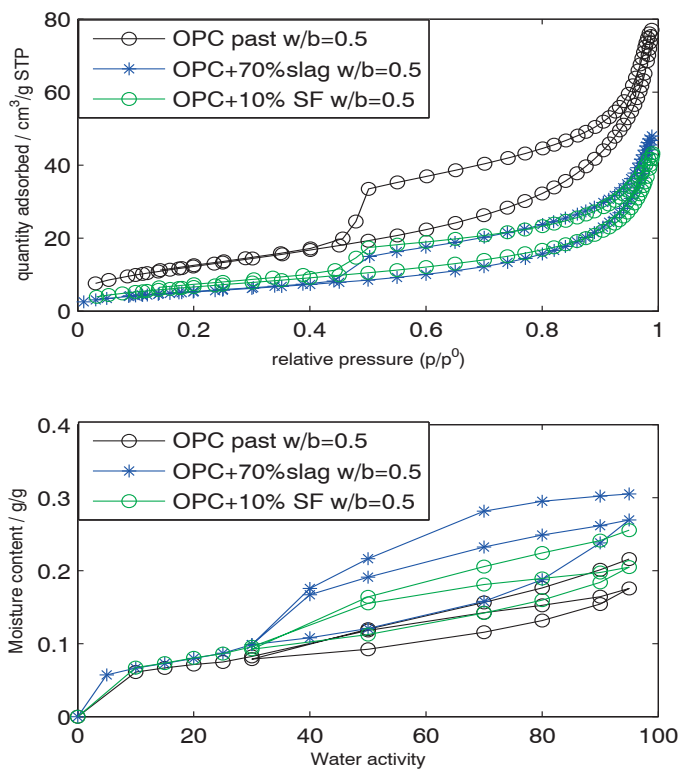 80
60
40
20
0
quantity adsorbed / cm³/g STP
OPC past w/b=0.5
OPC+70%slag w/b=0.5
OPC+10% SF w/b=0.5
0 0.2 0.4 0.6 0.8 1
relative pressure (p/p⁰)
0.4
0.3
0.2
0.1
0
Moisture content / g/g
OPC past w/b=0.5
OPC+70%slag w/b=0.5
OPC+10% SF w/b=0.5
0 20 40 60 80 100
Water activity